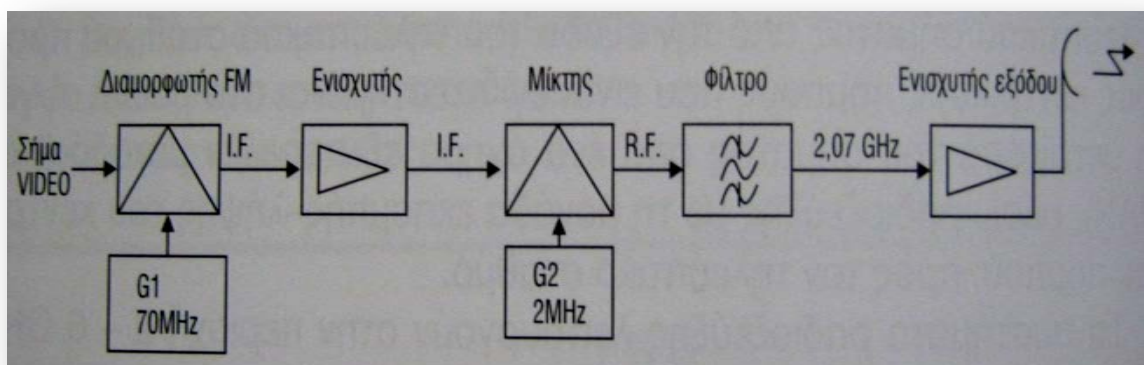 Διαμορφωτής FM
Ενισχυτής
Μίκτης
Φίλτρο
Ενισχυτής εξόδου
Σήμα
VIDEO
I.F.
I.F.
R.F.
2,07 GHz
G1
70MHz
G2
2MHz